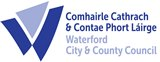 Comhairle Cathrach
& Contae Phort Láirge
Waterford
City & County Council